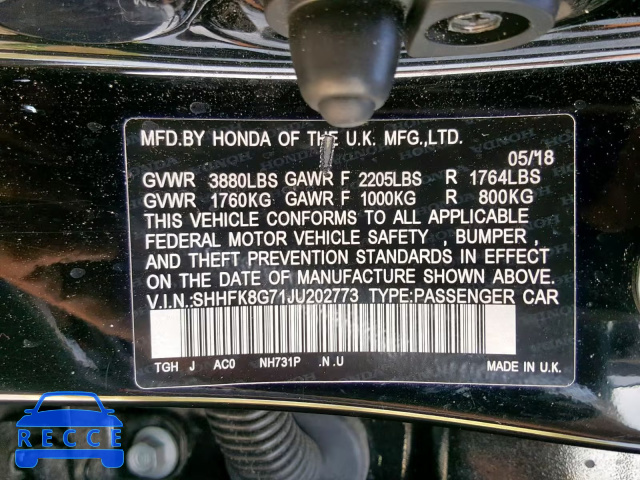 MFD.BY HONDA OF THE U.K. MFG.,LTD.
05/18
GVWR 3880LBS GAWR F 2205LBS R 1764LBS
GVWR 1760KG GAWR F 1000KG R 800KG
THIS VEHICLE CONFORMS TO ALL APPLICABLE
FEDERAL MOTOR VEHICLE SAFETY , BUMPER ,
AND THEFT PREVENTION STANDARDS IN EFFECT
ON THE DATE OF MANUFACTURE SHOWN ABOVE.
V.I.N.:SHHFK8G71JU202773 TYPE:PASSENGER CAR
TGH J AC0 NH731P .N.U MADE IN U.K.
RECCE